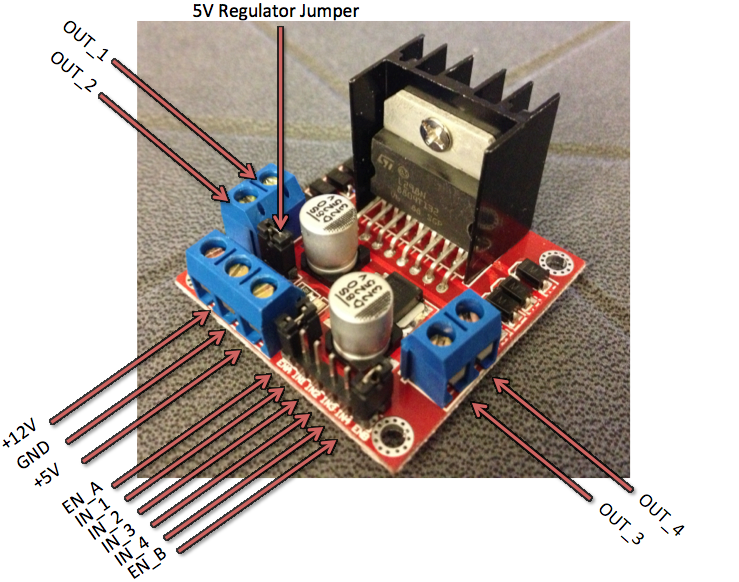 5V Regulator Jumper
OUT_1
OUT_2
+12V
GND
+5V
EN_A
IN_1
IN_2
IN_3
IN_4
EN_B
OUT_3
OUT_4